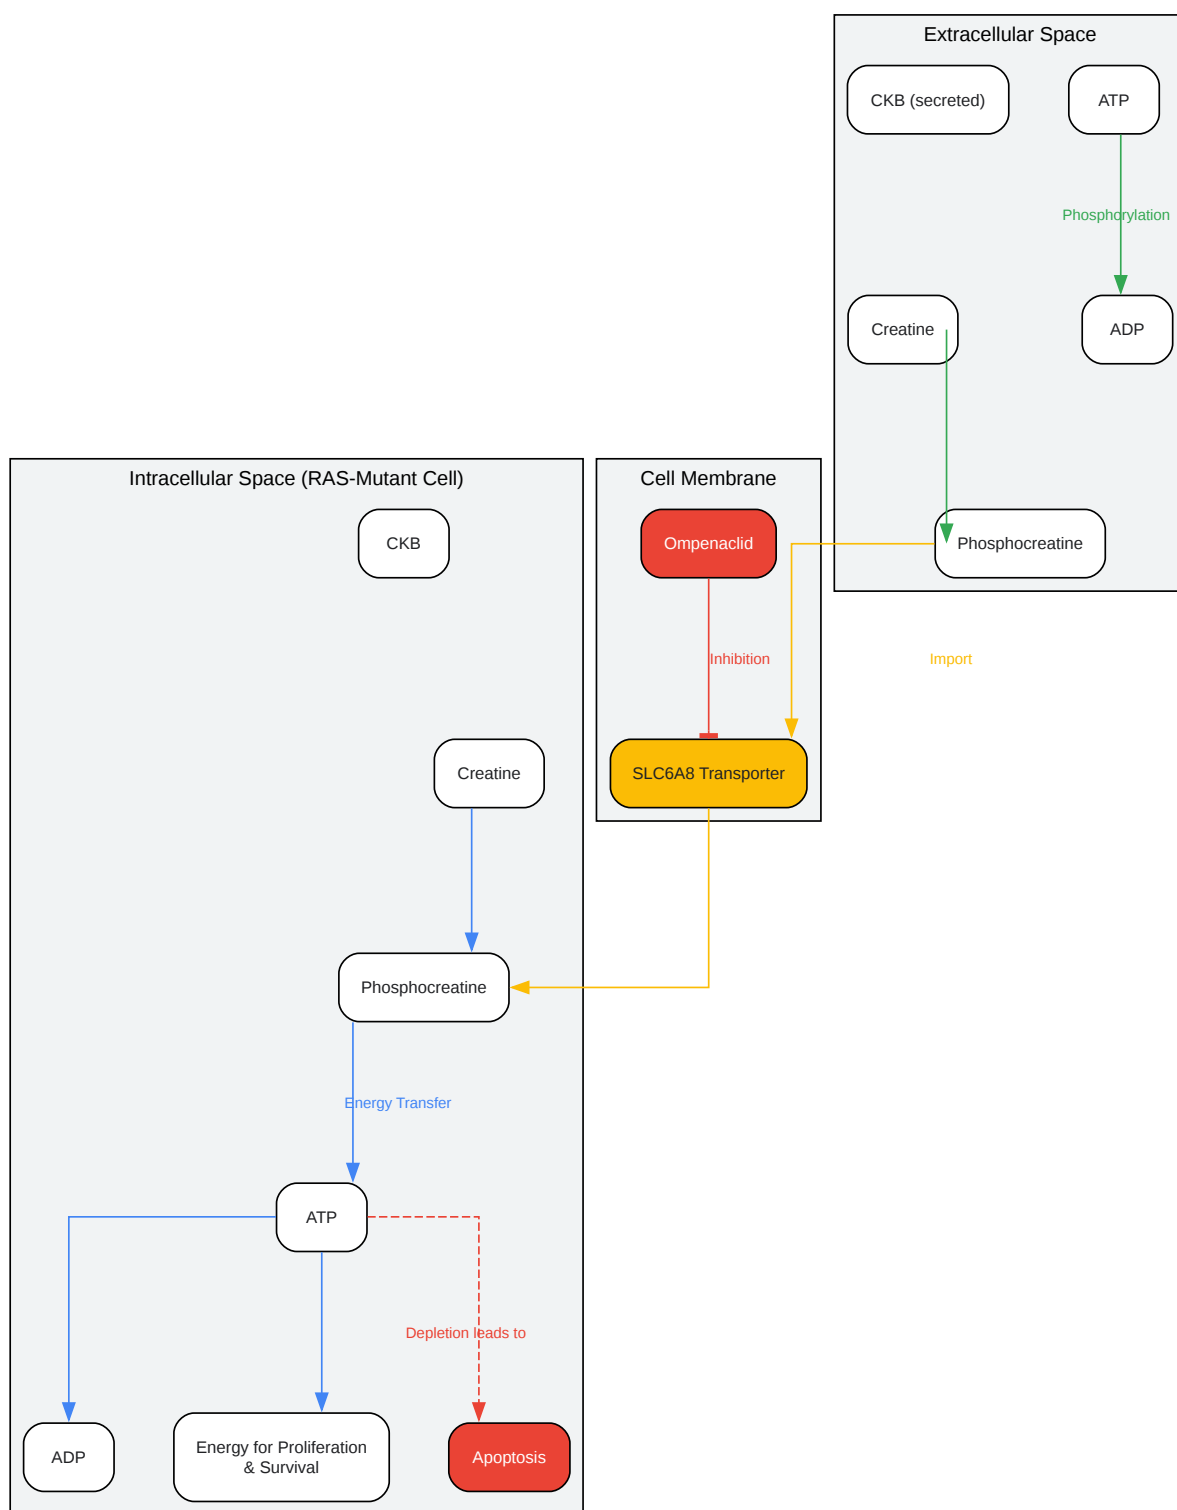 Extracellular Space
CKB (secreted)
ATP
Phosphorylation
Creatine
ADP
Intracellular Space (RAS-Mutant Cell)
Cell Membrane
CKB
Ompenaclid
Phosphocreatine
Inhibition
Import
Creatine
SLC6A8 Transporter
Phosphocreatine
Energy Transfer
ATP
Depletion leads to
ADP
Energy for Proliferation
& Survival
Apoptosis